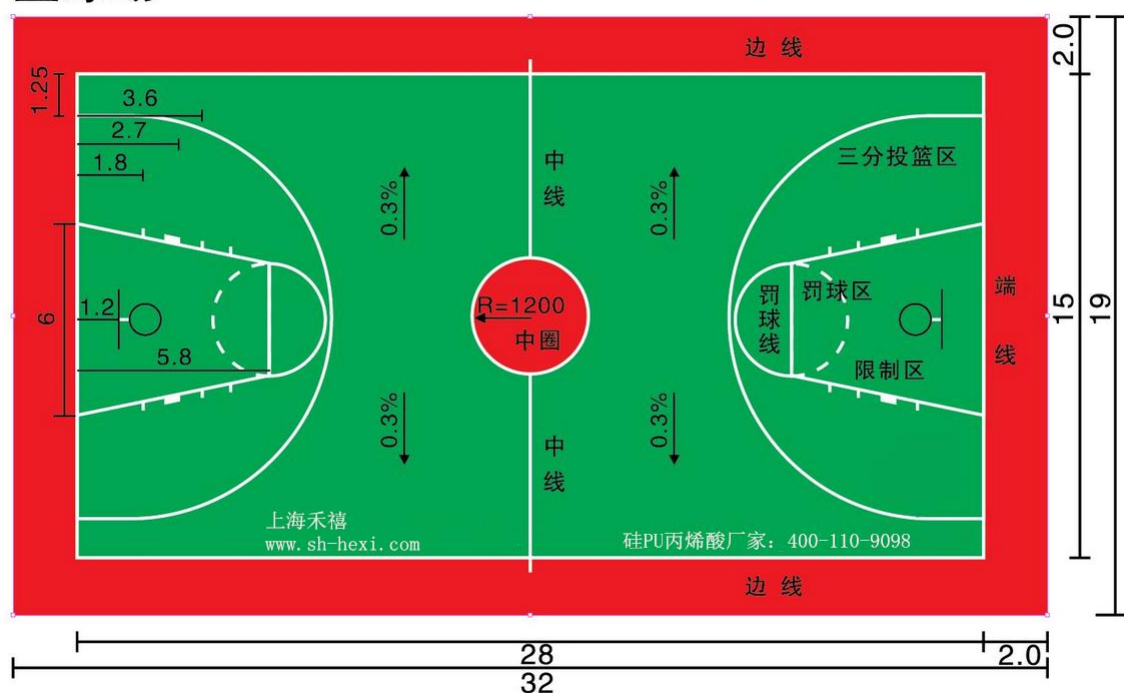 边 线
2.0
1.25
3.6
2.7
1.8
中
线
三分投篮区
0.3%
0.3%
6
1.2
R=1200
中圈
罚
球
线
罚球区
端
线
15
19
5.8
限制区
0.3%
0.3%
中
线
上海禾禧
www.sh-hexi.com
硅PU丙烯酸厂家：400-110-9098
边 线
28
2.0
32